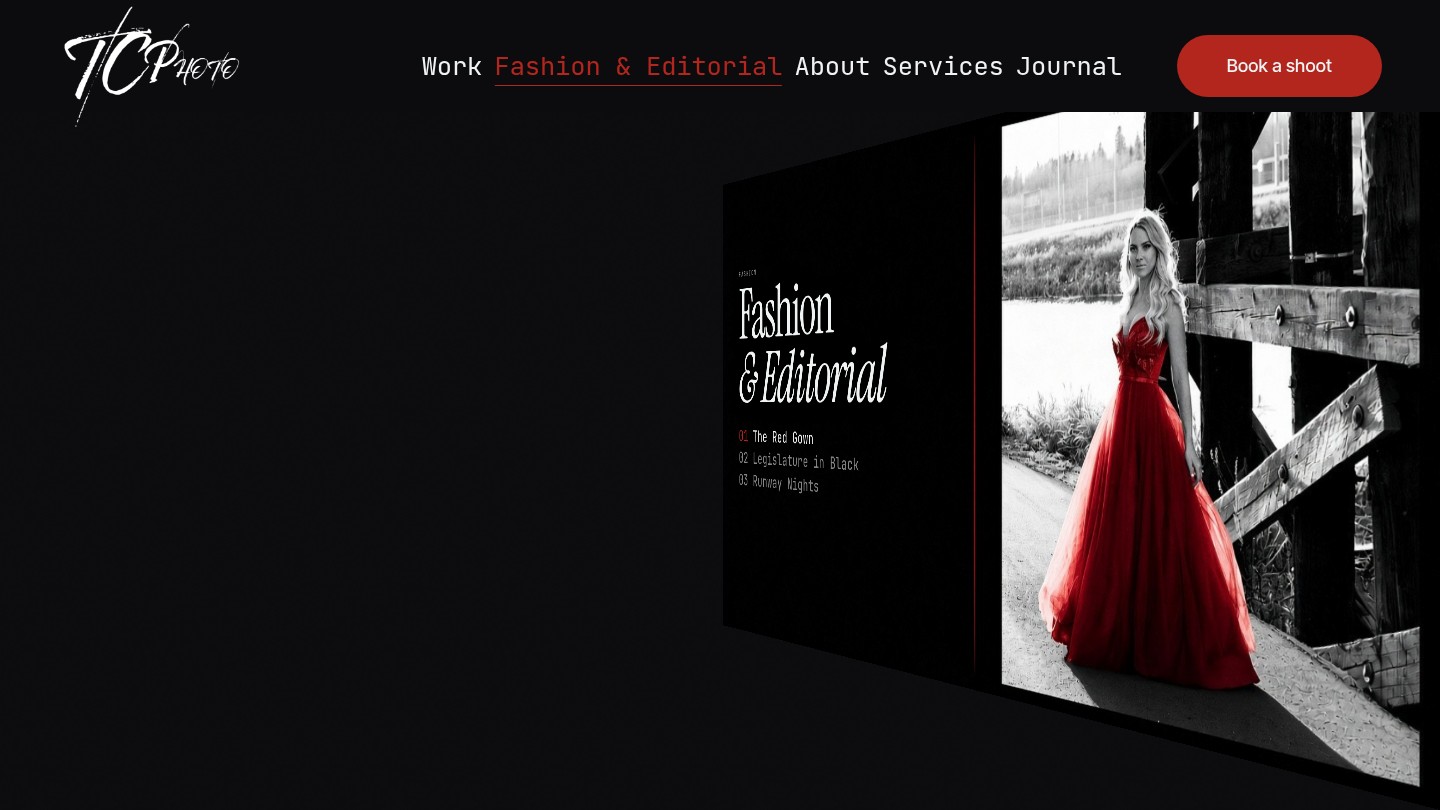 TCPHOTO
Work Fashion & Editorial About Services Journal
Book a shoot
FASHION
Fashion
& Editorial
01 The Red Gown
02 Legislature in Black
03 Runway Nights